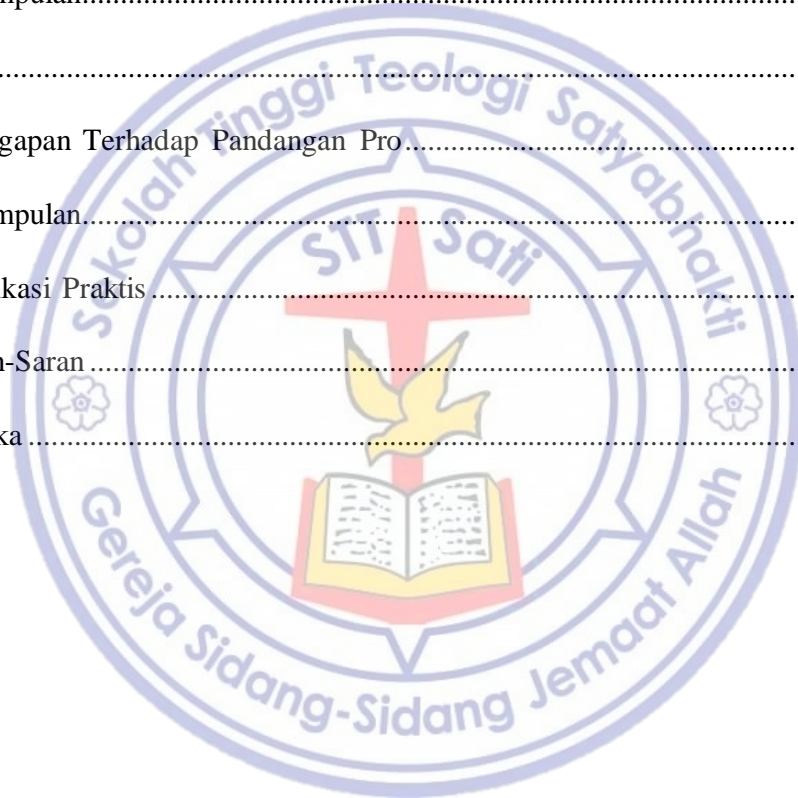 mpulan........................................................................................
....................................................................................................
gapan Terhadap Pandangan Pro..................................................
mpulan........................................................................................
kasi Praktis...............................................................................
n-Saran......................................................................................
ka...............................................................................................
Sekolah Tinggi Teologi Satyabhakti
STT Sati
Gereja Sidang-Sidang Jemaat Allah